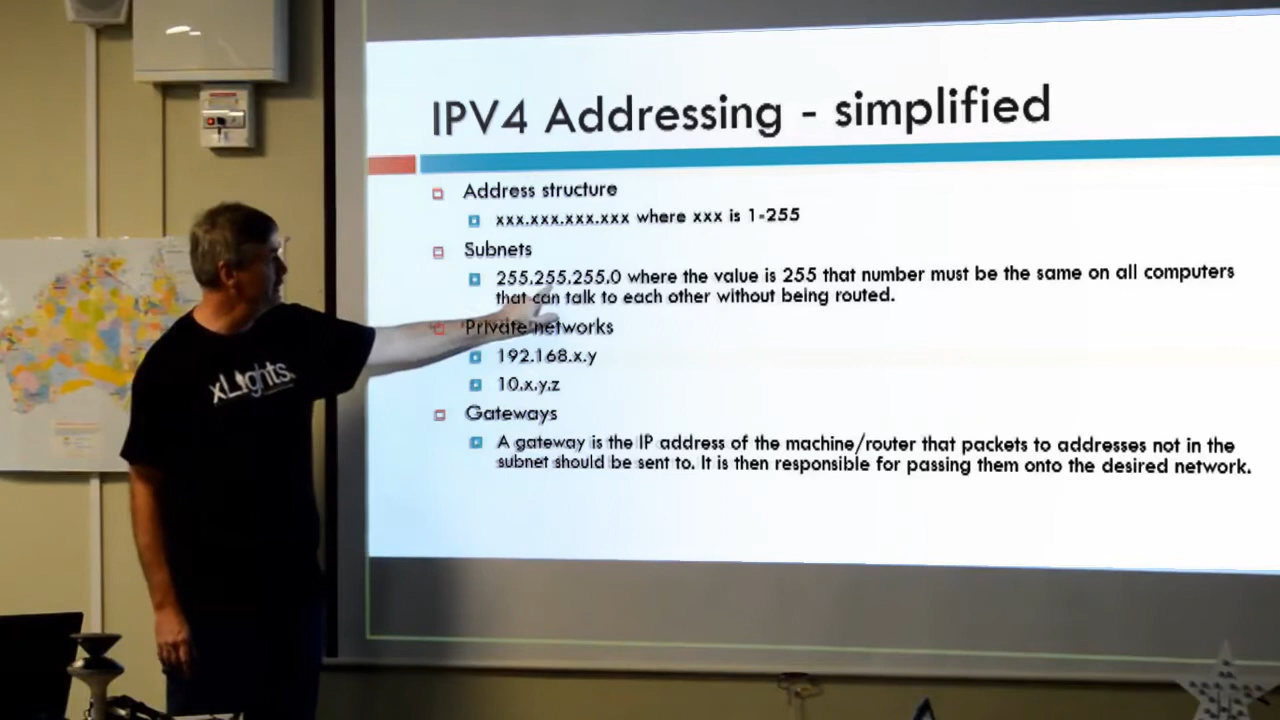 IPV4 Addressing - simplified
Address structure
xxx.xxx.xxx.xxx where xxx is 1-255
Subnets
255.255.255.0 where the value is 255 that number must be the same on all computers
that can talk to each other without being routed.
Private networks
192.168.x.y
10.x.y.z
Gateways
A gateway is the IP address of the machine/router that packets to addresses not in the
subnet should be sent to. It is then responsible for passing them onto the desired network.
xLights